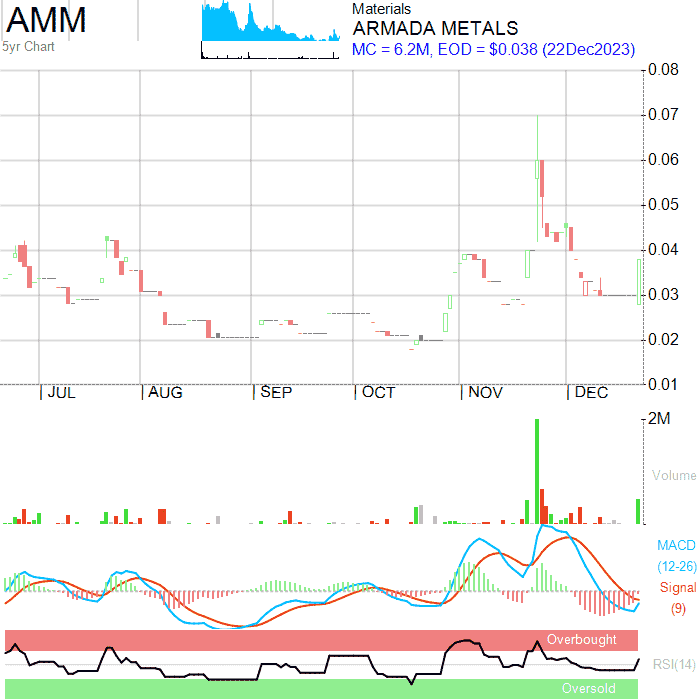 AMM
5yr Chart
Materials
ARMADA METALS
MC = 6.2M, EOD = $0.038 (22Dec2023)
0.08
0.07
0.06
0.05
0.04
0.03
0.02
0.01
JUL AUG SEP OCT NOV DEC
2M
Volume
MACD
(12-26)
Signal
(9)
Overbought
RSI(14)
Oversold